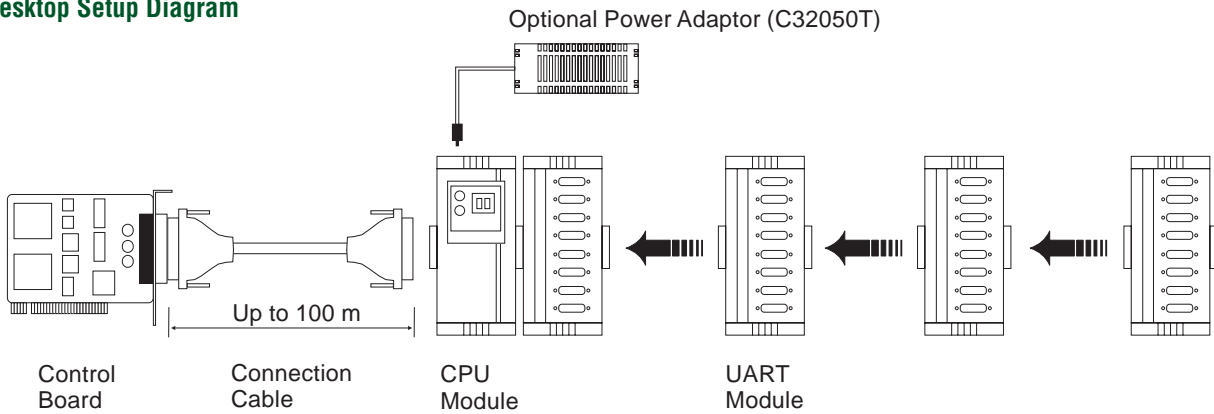 esktop Setup Diagram
Optional Power Adaptor (C32050T)
Up to 100 m
Control
Board
Connection
Cable
CPU
Module
UART
Module